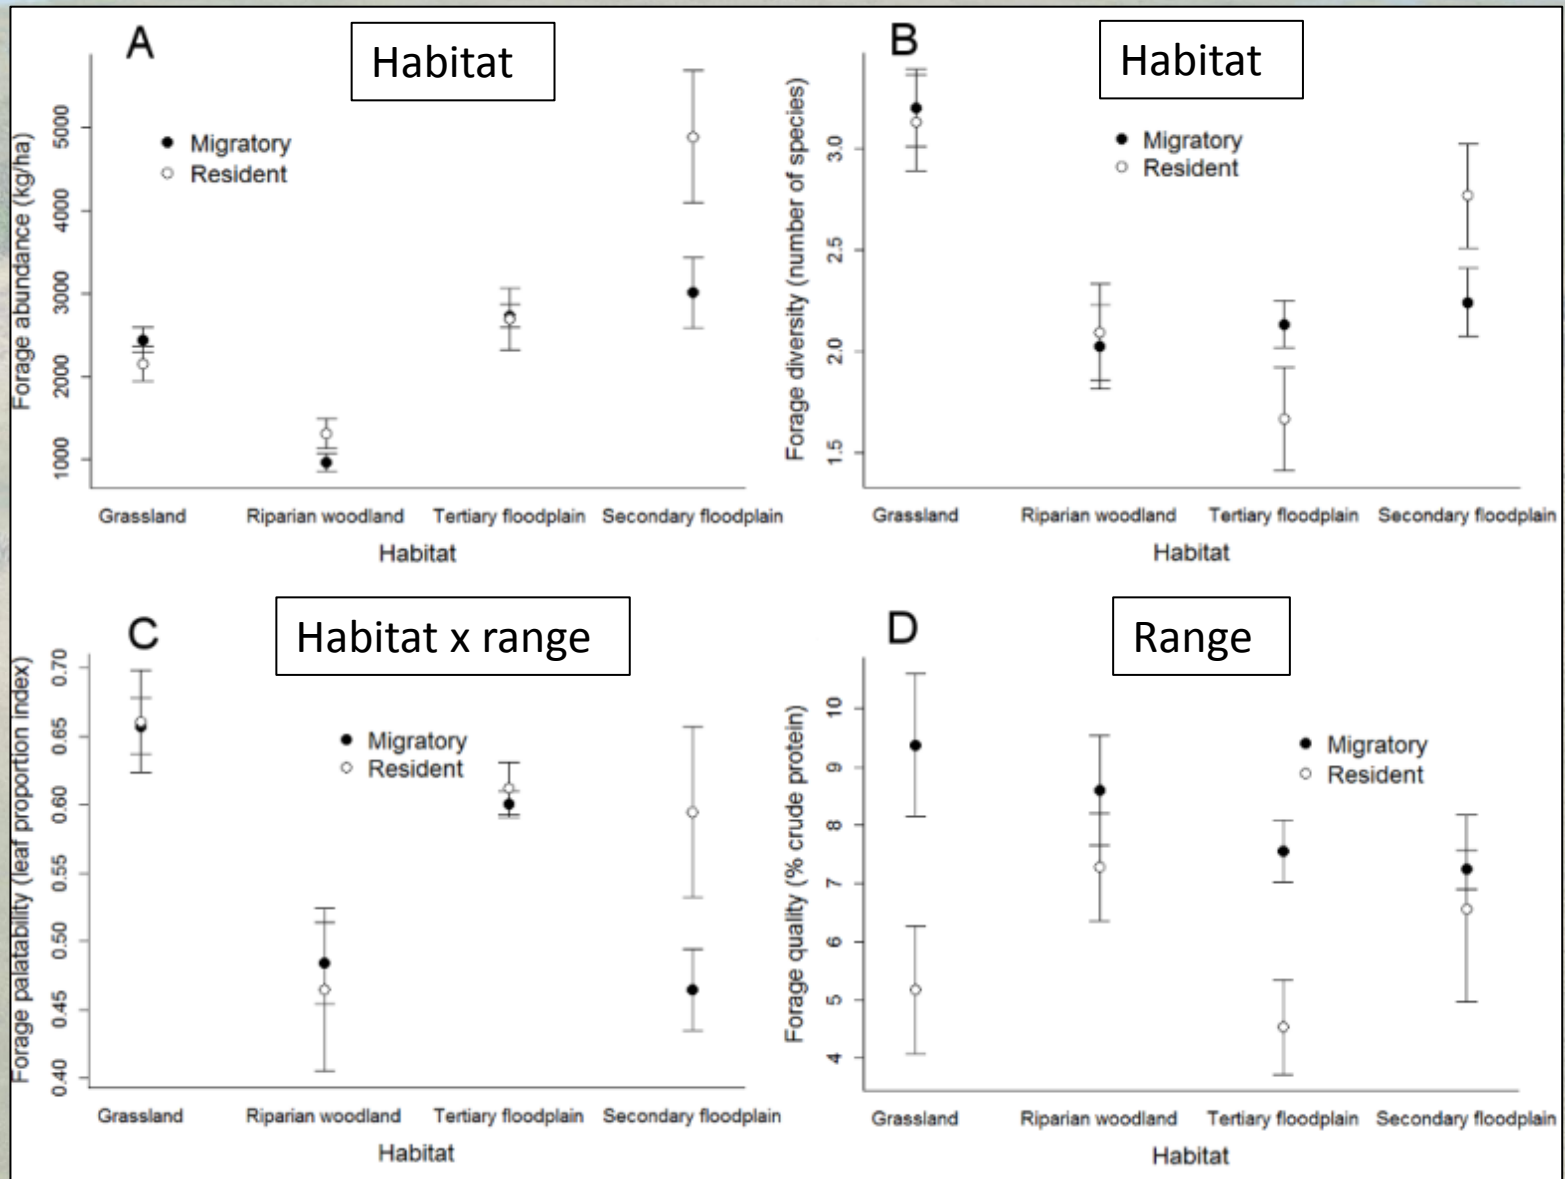 A
Habitat
Migratory
Resident
Forage abundance (kg/ha)
5000
4000
3000
2000
1000
Grassland Riparian woodland Tertiary floodplain Secondary floodplain
Habitat
B
Habitat
Migratory
Resident
Forage diversity (number of species)
3.0
2.5
2.0
1.5
Grassland Riparian woodland Tertiary floodplain Secondary floodplain
Habitat
C
Habitat x range
Migratory
Resident
Forage palatability (leaf proportion index)
0.70
0.65
0.60
0.55
0.50
0.45
0.40
Grassland Riparian woodland Tertiary floodplain Secondary floodplain
Habitat
D
Range
Migratory
Resident
Forage quality (% crude protein)
10
9
8
7
6
5
4
Grassland Riparian woodland Tertiary floodplain Secondary floodplain
Habitat